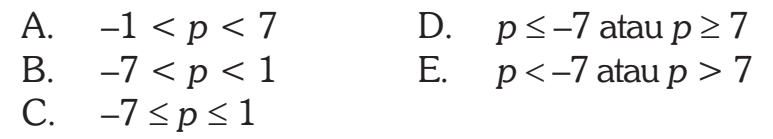 A. –1 < p < 7
B. –7 < p < 1
C. –7 ≤ p ≤ 1
D. p ≤ –7 atau p ≥ 7
E. p < –7 atau p > 7